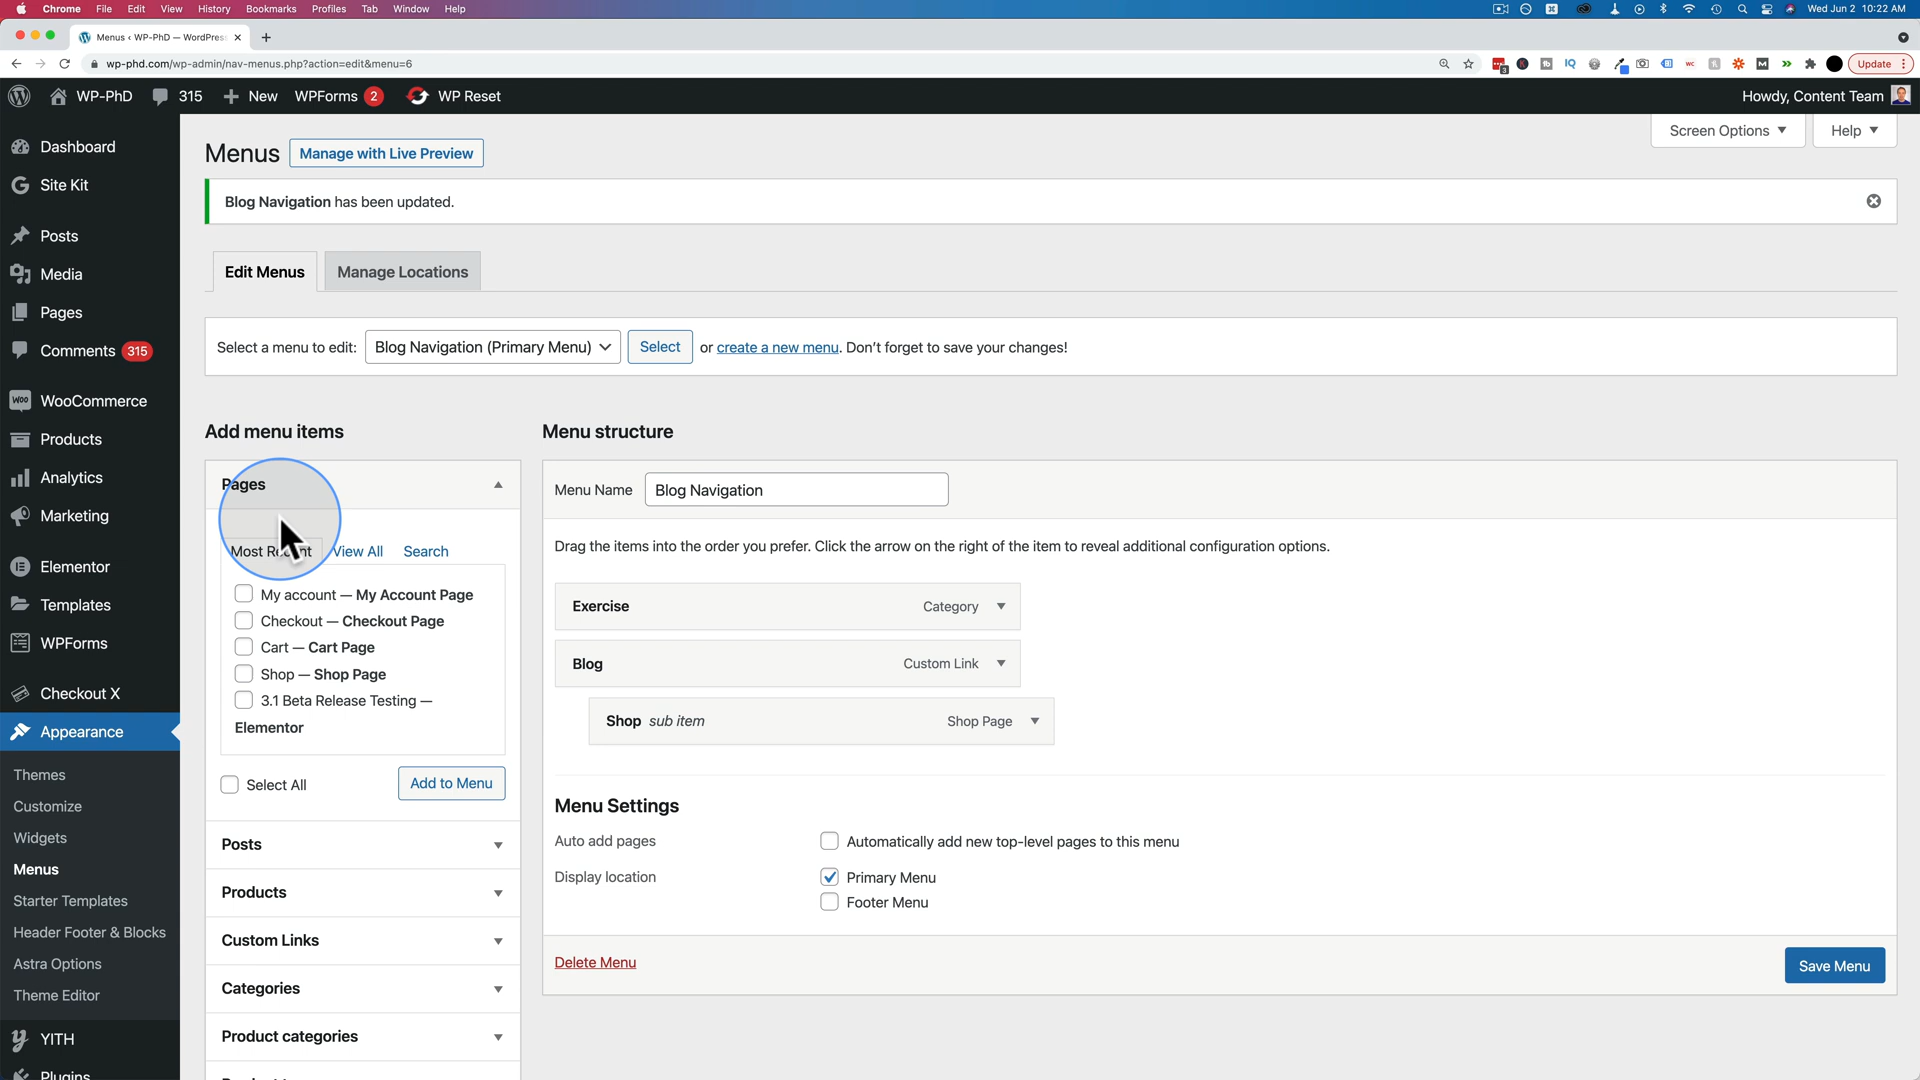 Chrome File Edit View History Bookmarks Profiles Tab Window Help Wed Jun 2 10:22 AM
Menus ‹ WP-PhD — WordPres
wp-phd.com/wp-admin/nav-menus.php?action=edit&menu=6 Update
WP-PhD 315 New WPForms 2 WP Reset Howdy, Content Team
Screen Options Help
Dashboard
Site Kit
Posts
Media
Pages
Comments 315
WooCommerce
Products
Analytics
Marketing
Elementor
Templates
WPForms
Checkout X
Appearance
Themes
Customize
Widgets
Menus
Starter Templates
Header Footer & Blocks
Astra Options
Theme Editor
YITH
Plugins
Menus Manage with Live Preview
Blog Navigation has been updated.
Edit Menus Manage Locations
Select a menu to edit: Blog Navigation (Primary Menu) Select or create a new menu. Don't forget to save your changes!
Add menu items
Pages
Most Recent View All Search
My account — My Account Page
Checkout — Checkout Page
Cart — Cart Page
Shop — Shop Page
3.1 Beta Release Testing —
Elementor
Select All Add to Menu
Posts
Products
Custom Links
Categories
Product categories
Menu structure
Menu Name Blog Navigation
Drag the items into the order you prefer. Click the arrow on the right of the item to reveal additional configuration options.
Exercise Category
Blog Custom Link
Shop sub item Shop Page
Menu Settings
Auto add pages Automatically add new top-level pages to this menu
Display location Primary Menu
Footer Menu
Delete Menu Save Menu